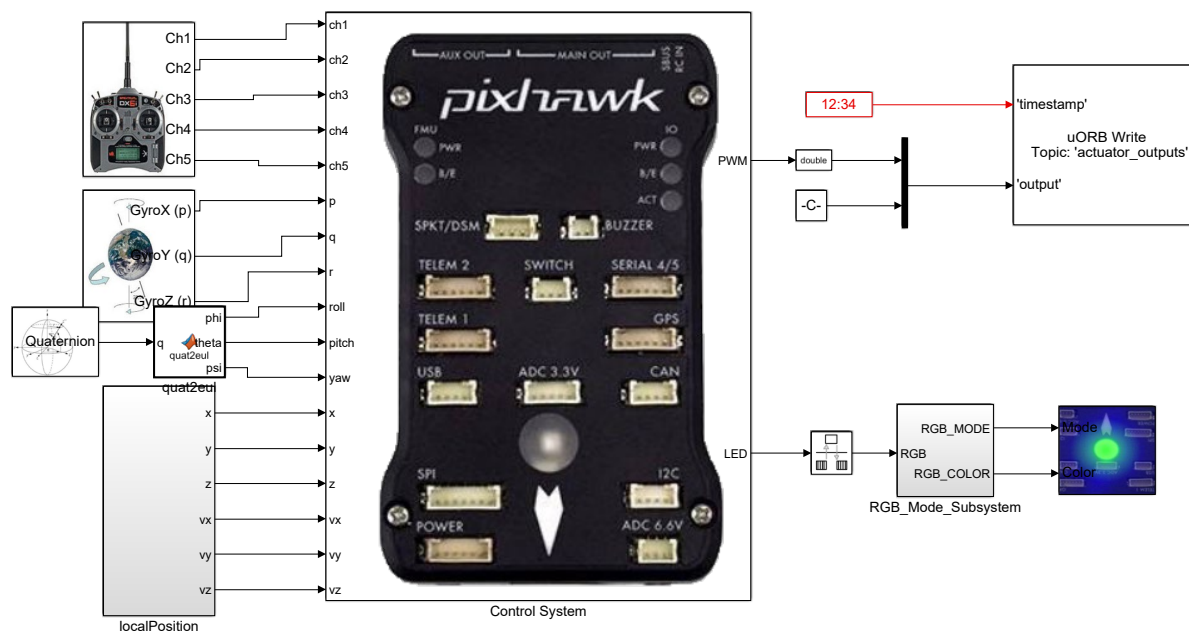 Ch1
Ch2
Ch3
Ch4
Ch5
GyroX (p)
GyroY (q)
GyroZ (r)
Quaternion
q
phi
theta
psi
quat2eul
quat2eul
x
y
z
vx
vy
vz
localPosition
ch1
ch2
ch3
ch4
ch5
p
q
r
roll
pitch
yaw
x
y
z
vx
vy
vz
AUX OUT
MAIN OUT
SBUS
RC IN
pixhawk
FMU
PWR
B/E
IO
PWR
B/E
ACT
SPKT/DSM
BUZZER
TELEM 2
SWITCH
SERIAL 4/5
TELEM 1
GPS
USB
ADC 3.3V
CAN
SPI
I2C
POWER
ADC 6.6V
PWM
LED
Control System
12:34
double
-C-
'timestamp'
uORB Write
Topic: 'actuator_outputs'
'output'
RGB
RGB_MODE
RGB_COLOR
RGB_Mode_Subsystem
Mode
Color